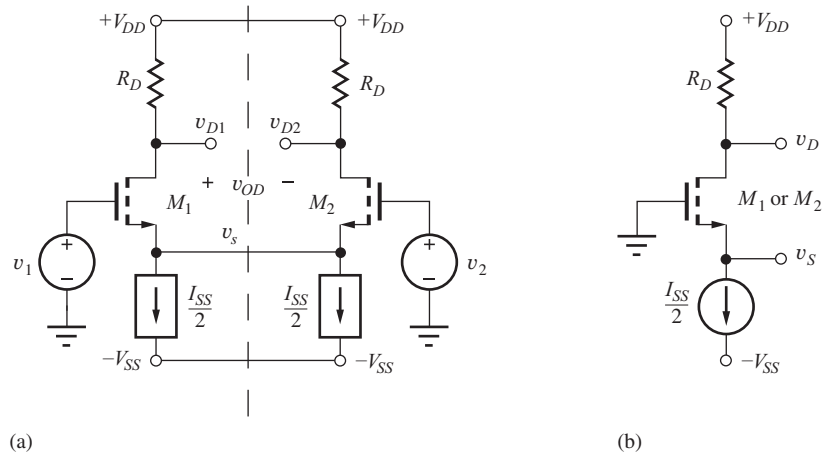 +V_DD +V_DD +V_DD
R_D R_D R_D
v_D1 v_D2 v_D
+ v_OD −
M_1 M_2 M_1 or M_2
v_1 + − v_s + − v_2 v_S
I_SS/2 I_SS/2 I_SS/2
−V_SS −V_SS −V_SS
(a) (b)